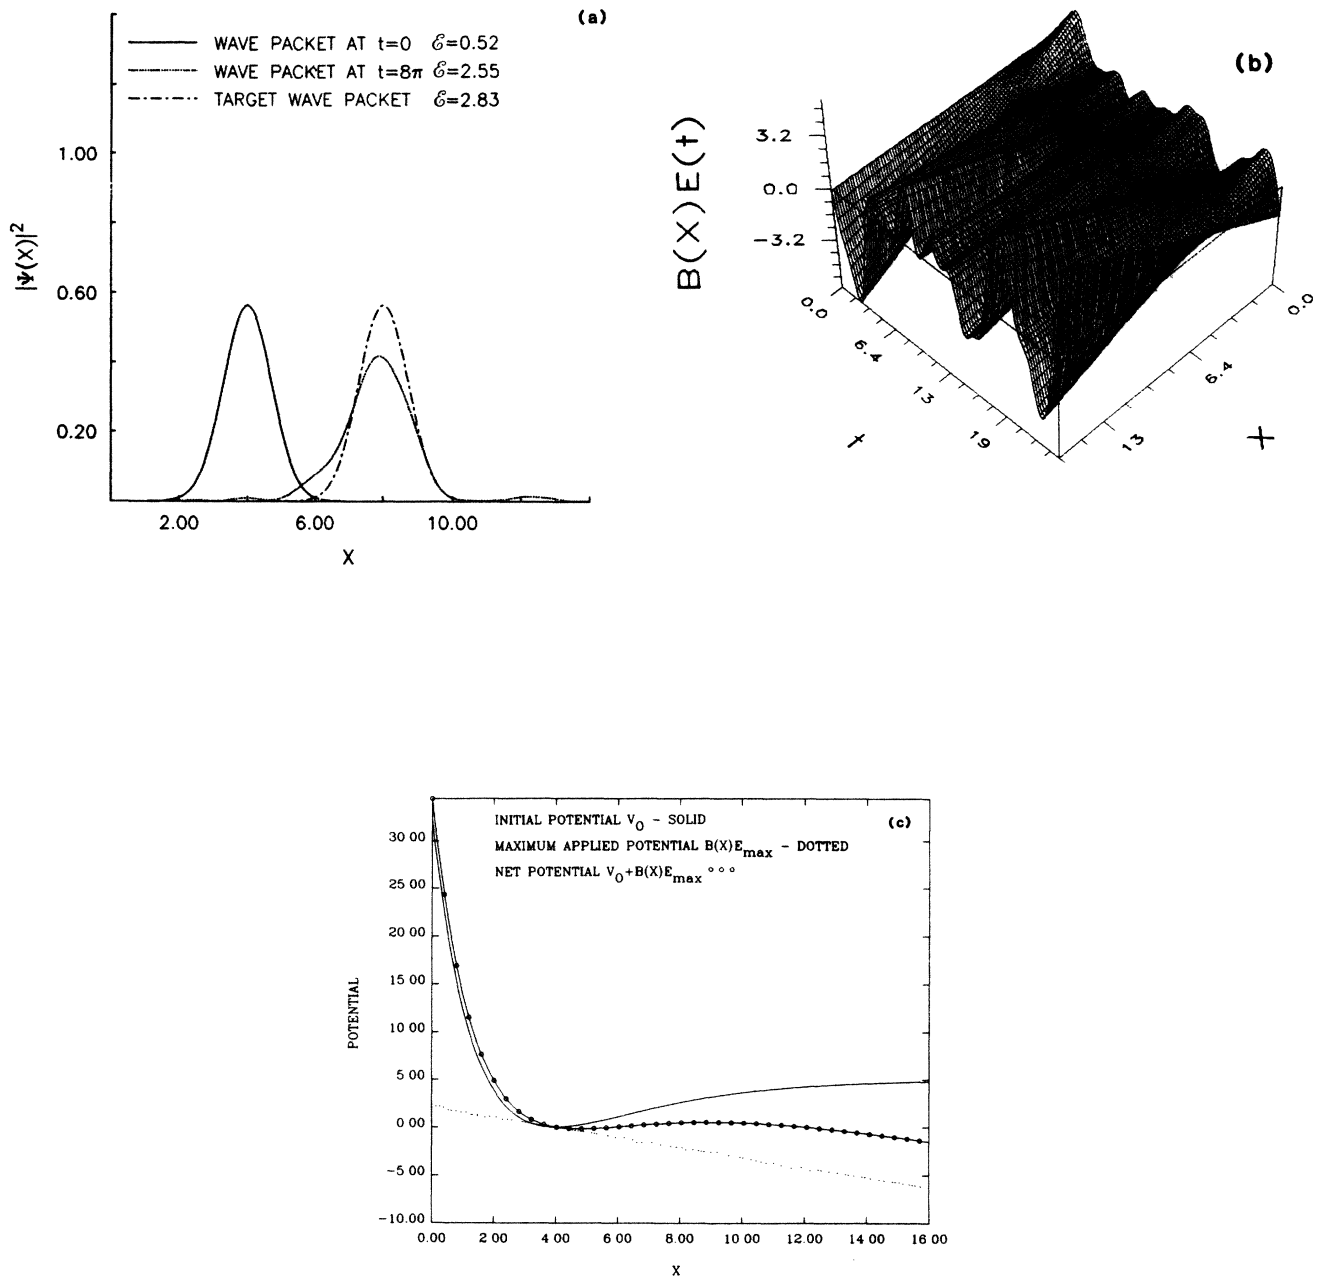 (a)
WAVE PACKET AT t=0 ℰ=0.52
WAVE PACKET AT t=8π ℰ=2.55
TARGET WAVE PACKET ℰ=2.83
1.00
0.60
0.20
|Ψ(X)|²
2.00 6.00 10.00
X
(b)
B(X)E(t)
3.2
0.0
-3.2
0.0 6.4 13 19
t
0.0 6.4 13
X
(c)
INITIAL POTENTIAL V₀ - SOLID
MAXIMUM APPLIED POTENTIAL B(X)Emax - DOTTED
NET POTENTIAL V₀+B(X)Emax ∘∘∘
30 00
25 00
20 00
15 00
10 00
5 00
0 00
-5 00
-10.00
POTENTIAL
0.00 2 00 4 00 6 00 8 00 10 00 12.00 14 00 16 00
X